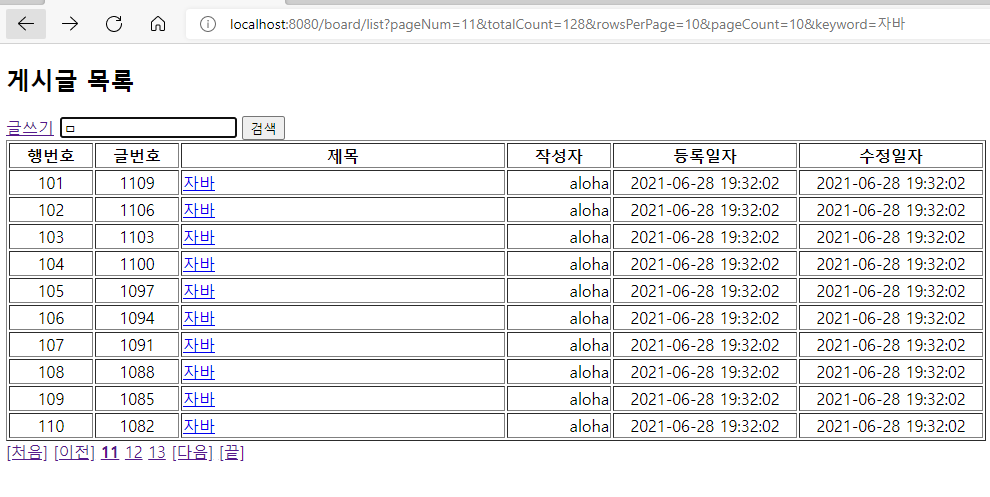 localhost:8080/board/list?pageNum=11&totalCount=128&rowsPerPage=10&pageCount=10&keyword=자바
게시글 목록
글쓰기 ㅁ 검색
행번호 글번호 제목 작성자 등록일자 수정일자
101 1109 자바 aloha 2021-06-28 19:32:02 2021-06-28 19:32:02
102 1106 자바 aloha 2021-06-28 19:32:02 2021-06-28 19:32:02
103 1103 자바 aloha 2021-06-28 19:32:02 2021-06-28 19:32:02
104 1100 자바 aloha 2021-06-28 19:32:02 2021-06-28 19:32:02
105 1097 자바 aloha 2021-06-28 19:32:02 2021-06-28 19:32:02
106 1094 자바 aloha 2021-06-28 19:32:02 2021-06-28 19:32:02
107 1091 자바 aloha 2021-06-28 19:32:02 2021-06-28 19:32:02
108 1088 자바 aloha 2021-06-28 19:32:02 2021-06-28 19:32:02
109 1085 자바 aloha 2021-06-28 19:32:02 2021-06-28 19:32:02
110 1082 자바 aloha 2021-06-28 19:32:02 2021-06-28 19:32:02
[처음] [이전] 11 12 13 [다음] [끝]